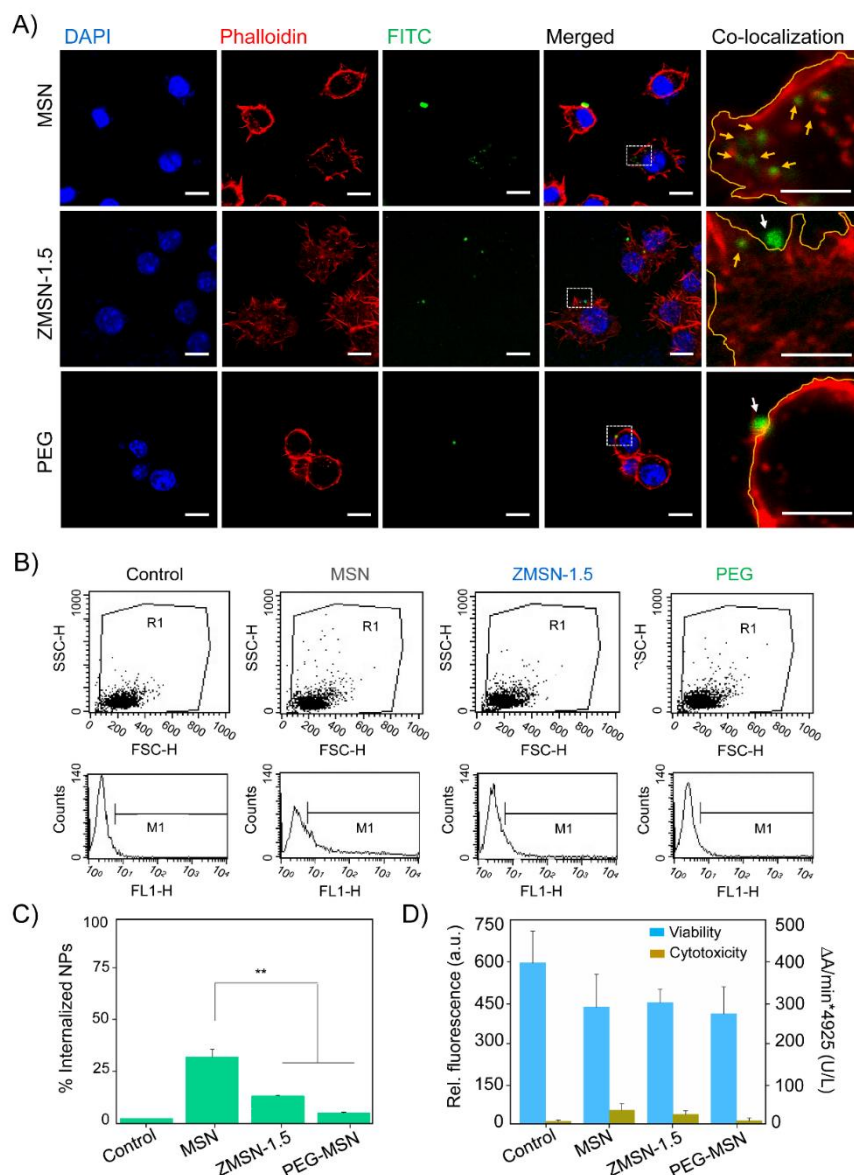 A)
DAPI Phalloidin FITC Merged Co-localization
MSN
ZMSN-1.5
PEG
B)
Control MSN ZMSN-1.5 PEG
SSC-H 0 1000 R1 0 200 400 600 800 1000 FSC-H
SSC-H 0 1000 R1 0 200 400 600 800 1000 FSC-H
SSC-H 0 1000 R1 0 200 400 600 800 1000 FSC-H
SSC-H 0 1000 R1 0 200 400 600 800 1000 FSC-H
Counts 0 140 M1 10⁰ 10¹ 10² 10³ 10⁴ FL1-H
Counts 0 140 M1 10⁰ 10¹ 10² 10³ 10⁴ FL1-H
Counts 0 140 M1 10⁰ 10¹ 10² 10³ 10⁴ FL1-H
Counts 0 140 M1 10⁰ 10¹ 10² 10³ 10⁴ FL1-H
C)
% Internalized NPs
100
75
50
25
0
**
Control MSN ZMSN-1.5 PEG-MSN
D)
Rel. fluorescence (a.u.)
750
600
450
300
150
0
Viability
Cytotoxicity
500
400
300
200
100
0
ΔA/min*4925 (U/L)
Control MSN ZMSN-1.5 PEG-MSN